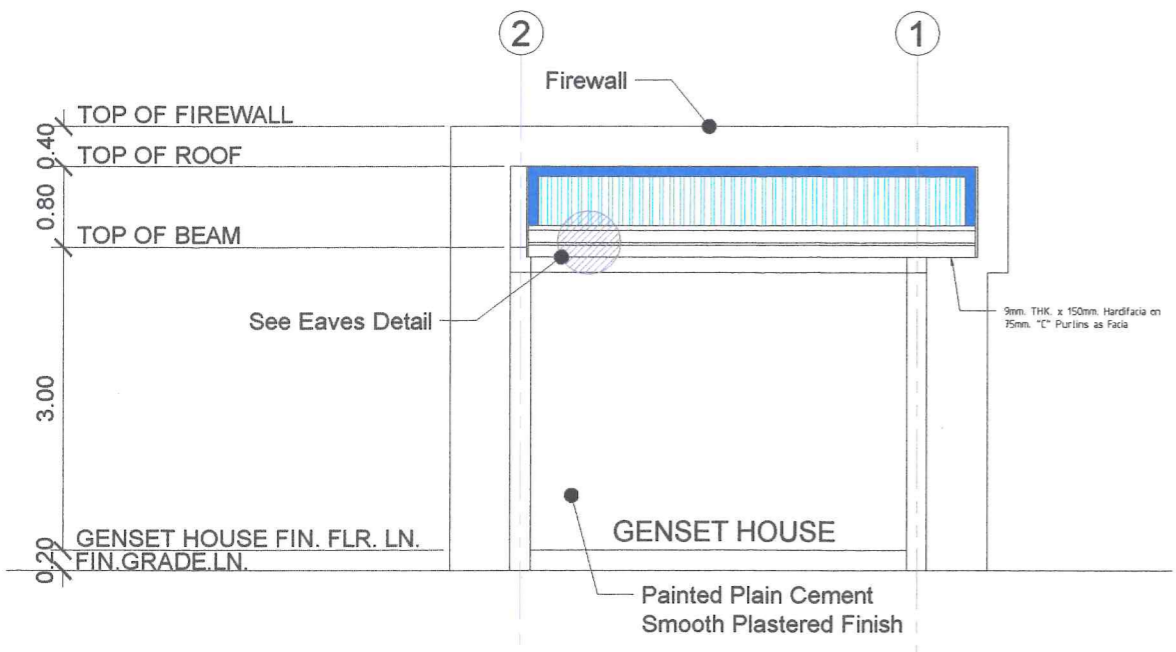 2
1
Firewall
TOP OF FIREWALL
0.40
TOP OF ROOF
0.80
TOP OF BEAM
See Eaves Detail
9mm. THK. x 150mm. Hardifacia on
75mm. "C" Purlins as Facia
3.00
GENSET HOUSE FIN. FLR. LN.
GENSET HOUSE
0.20
FIN.GRADE.LN.
Painted Plain Cement
Smooth Plastered Finish